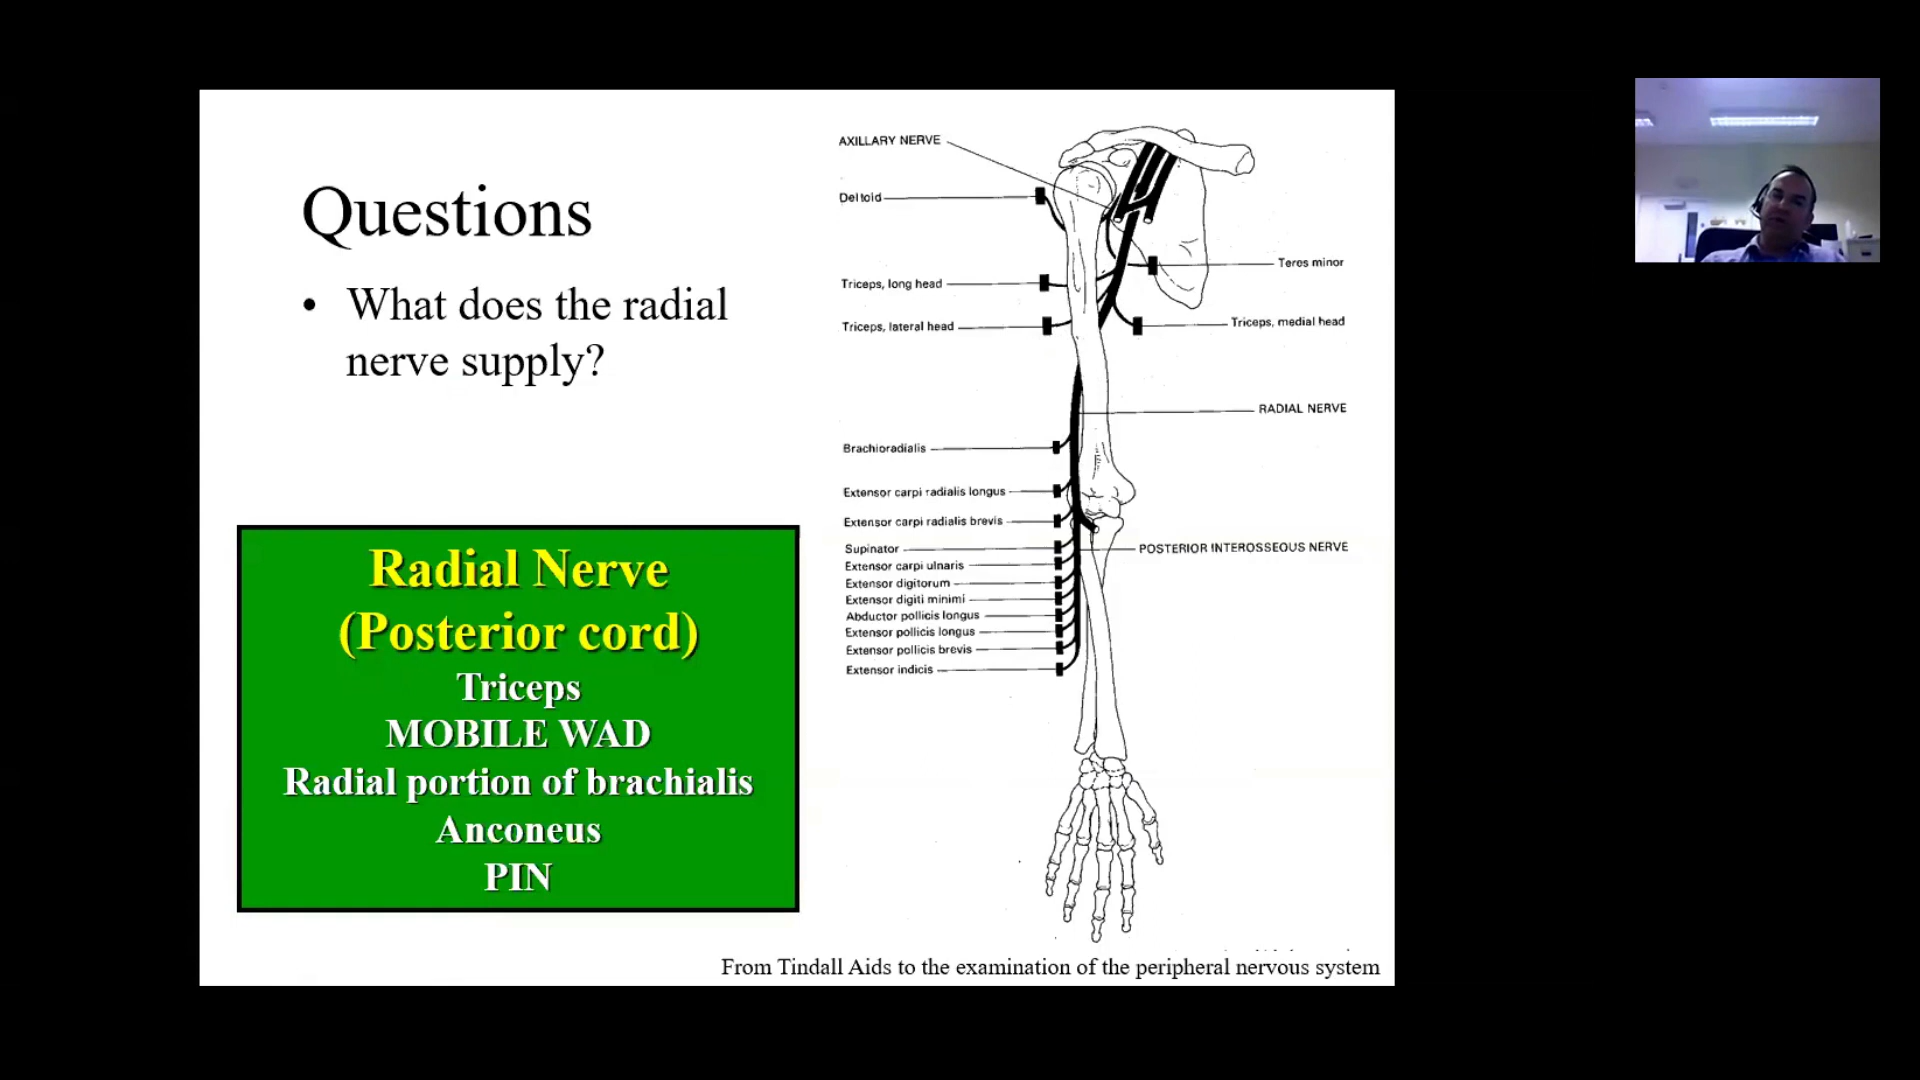 Questions
• What does the radial
nerve supply?
Radial Nerve
(Posterior cord)
Triceps
MOBILE WAD
Radial portion of brachialis
Anconeus
PIN
AXILLARY NERVE
Deltoid
Teres minor
Triceps, long head
Triceps, lateral head
Triceps, medial head
RADIAL NERVE
Brachioradialis
Extensor carpi radialis longus
Extensor carpi radialis brevis
Supinator
POSTERIOR INTEROSSEOUS NERVE
Extensor carpi ulnaris
Extensor digitorum
Extensor digiti minimi
Abductor pollicis longus
Extensor pollicis longus
Extensor pollicis brevis
Extensor indicis
From Tindall Aids to the examination of the peripheral nervous system